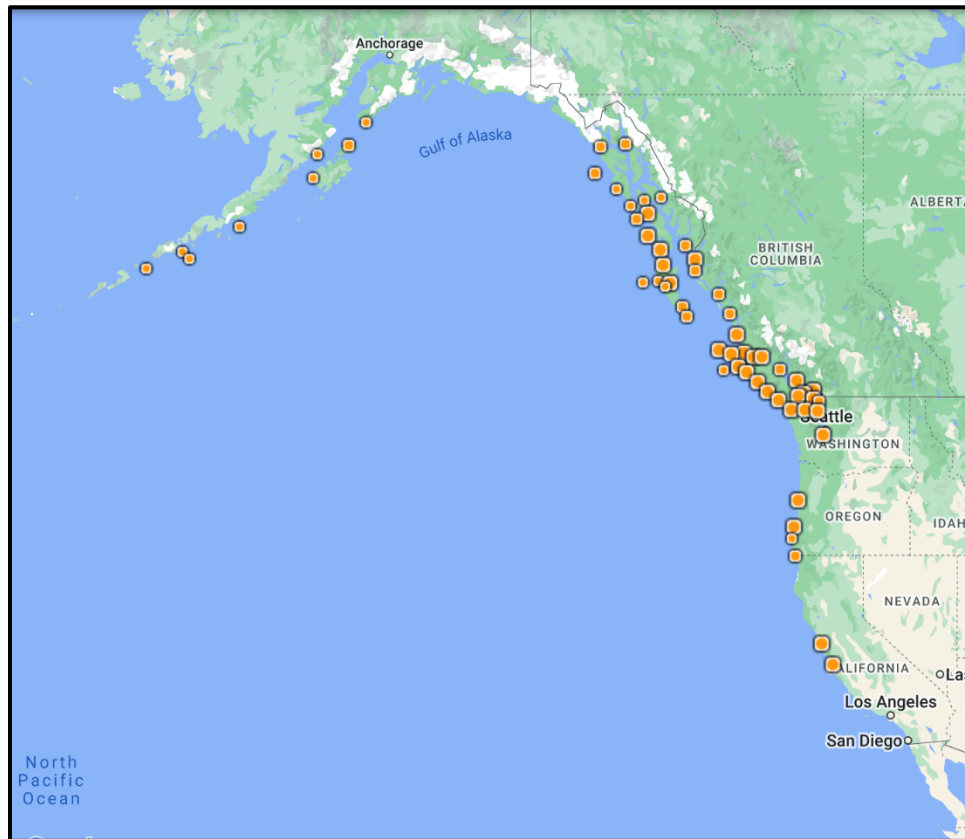 Anchorage
Gulf of Alaska
ALBERTA
BRITISH
COLUMBIA
Seattle
WASHINGTON
OREGON
IDAH
NEVADA
ALIFORNIA
Las
Los Angeles
San Diego
North
Pacific
Ocean